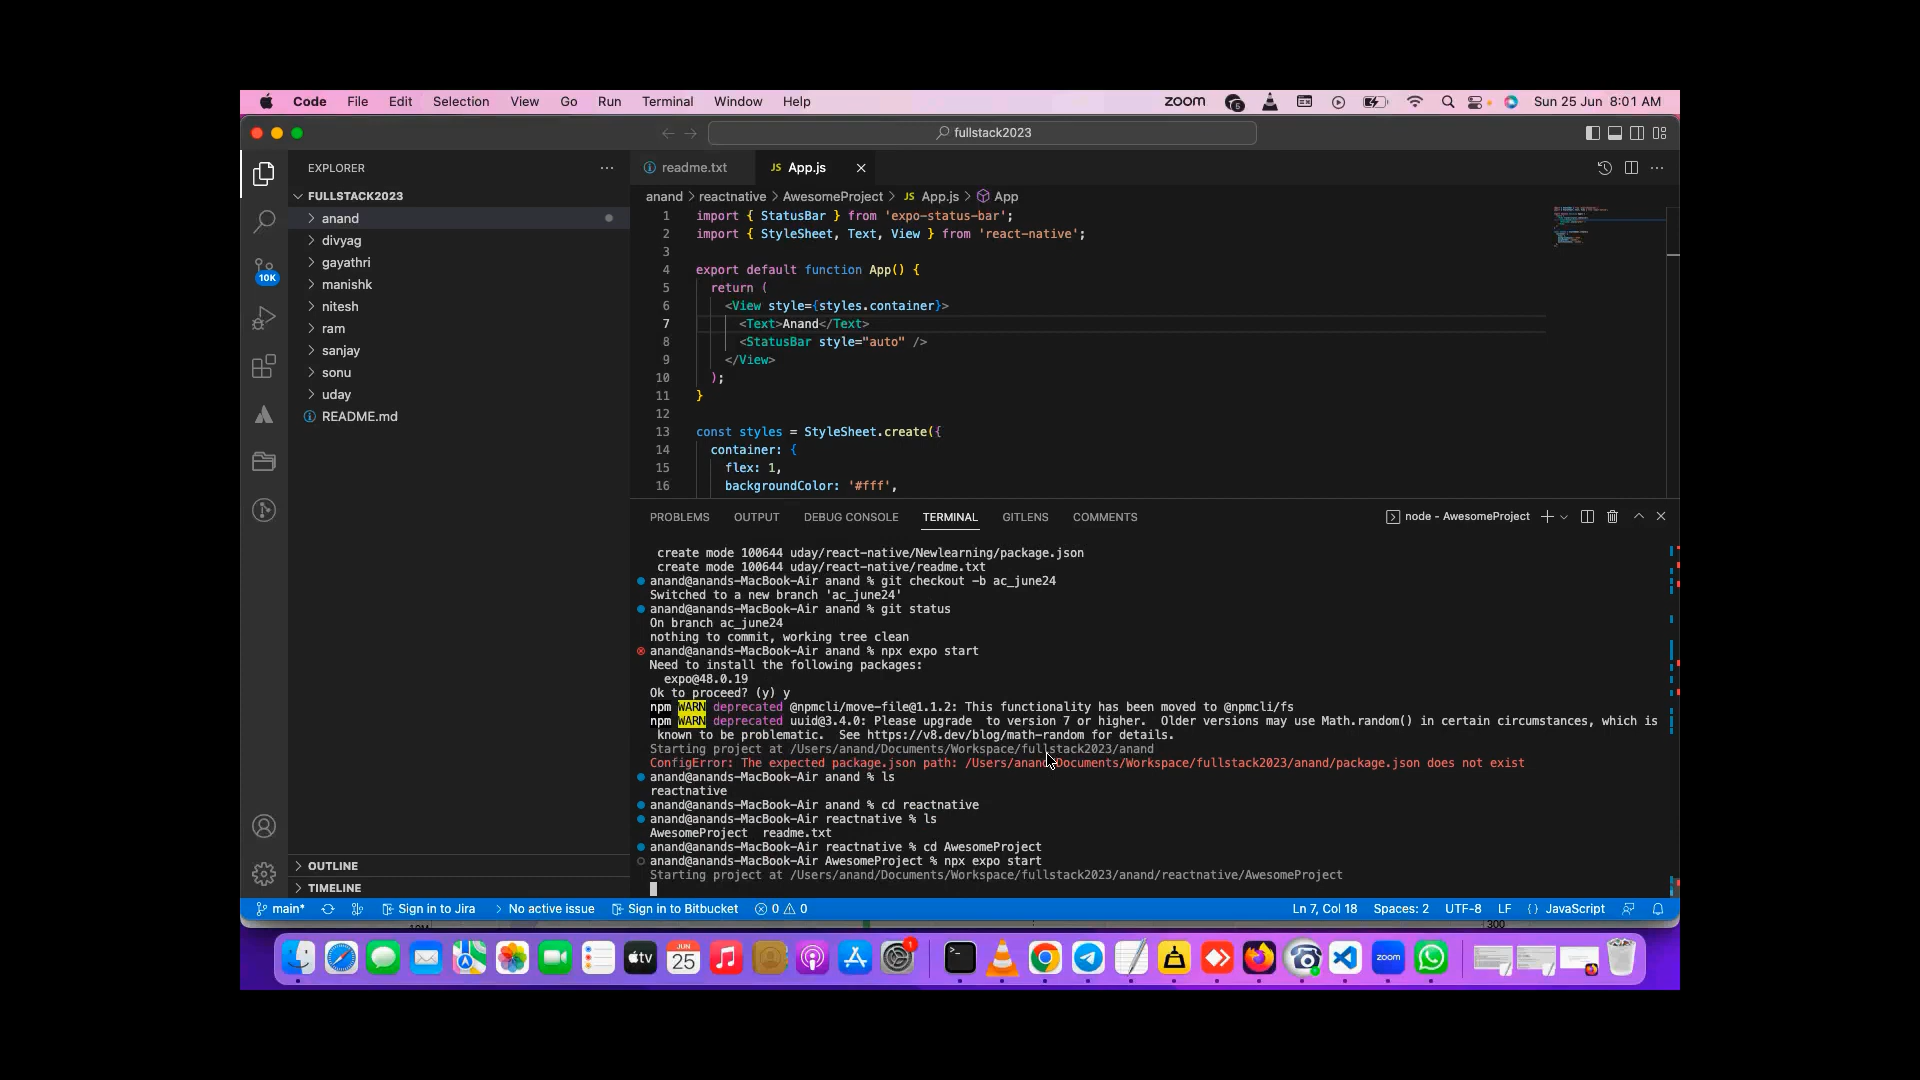 Code File Edit Selection View Go Run Terminal Window Help
zoom 5 Sun 25 Jun 8:01 AM
fullstack2023
EXPLORER
FULLSTACK2023
anand
divyag
gayathri
manishk
nitesh
ram
sanjay
sonu
uday
README.md
OUTLINE
TIMELINE
10K
readme.txt JS App.js
anand > reactnative > AwesomeProject > JS App.js > App
1 import { StatusBar } from 'expo-status-bar';
2 import { StyleSheet, Text, View } from 'react-native';
3
4 export default function App() {
5 return (
6 <View style={styles.container}>
7 <Text>Anand</Text>
8 <StatusBar style="auto" />
9 </View>
10 );
11 }
12
13 const styles = StyleSheet.create({
14 container: {
15 flex: 1,
16 backgroundColor: '#fff',
PROBLEMS OUTPUT DEBUG CONSOLE TERMINAL GITLENS COMMENTS
node - AwesomeProject
create mode 100644 uday/react-native/Newlearning/package.json
create mode 100644 uday/react-native/readme.txt
anand@anands-MacBook-Air anand % git checkout -b ac_june24
Switched to a new branch 'ac_june24'
anand@anands-MacBook-Air anand % git status
On branch ac_june24
nothing to commit, working tree clean
anand@anands-MacBook-Air anand % npx expo start
Need to install the following packages:
expo@48.0.19
Ok to proceed? (y) y
npm WARN deprecated @npmcli/move-file@1.1.2: This functionality has been moved to @npmcli/fs
npm WARN deprecated uuid@3.4.0: Please upgrade  to version 7 or higher.  Older versions may use Math.random() in certain circumstances, which is
known to be problematic.  See https://v8.dev/blog/math-random for details.
Starting project at /Users/anand/Documents/Workspace/fullstack2023/anand
ConfigError: The expected package.json path: /Users/anand/Documents/Workspace/fullstack2023/anand/package.json does not exist
anand@anands-MacBook-Air anand % ls
reactnative
anand@anands-MacBook-Air anand % cd reactnative
anand@anands-MacBook-Air reactnative % ls
AwesomeProject  readme.txt
anand@anands-MacBook-Air reactnative % cd AwesomeProject
anand@anands-MacBook-Air AwesomeProject % npx expo start
Starting project at /Users/anand/Documents/Workspace/fullstack2023/anand/reactnative/AwesomeProject
main* Sign in to Jira No active issue Sign in to Bitbucket 0 0 Ln 7, Col 18 Spaces: 2 UTF-8 LF {} JavaScript
300
tv JUN 25 1 zoom